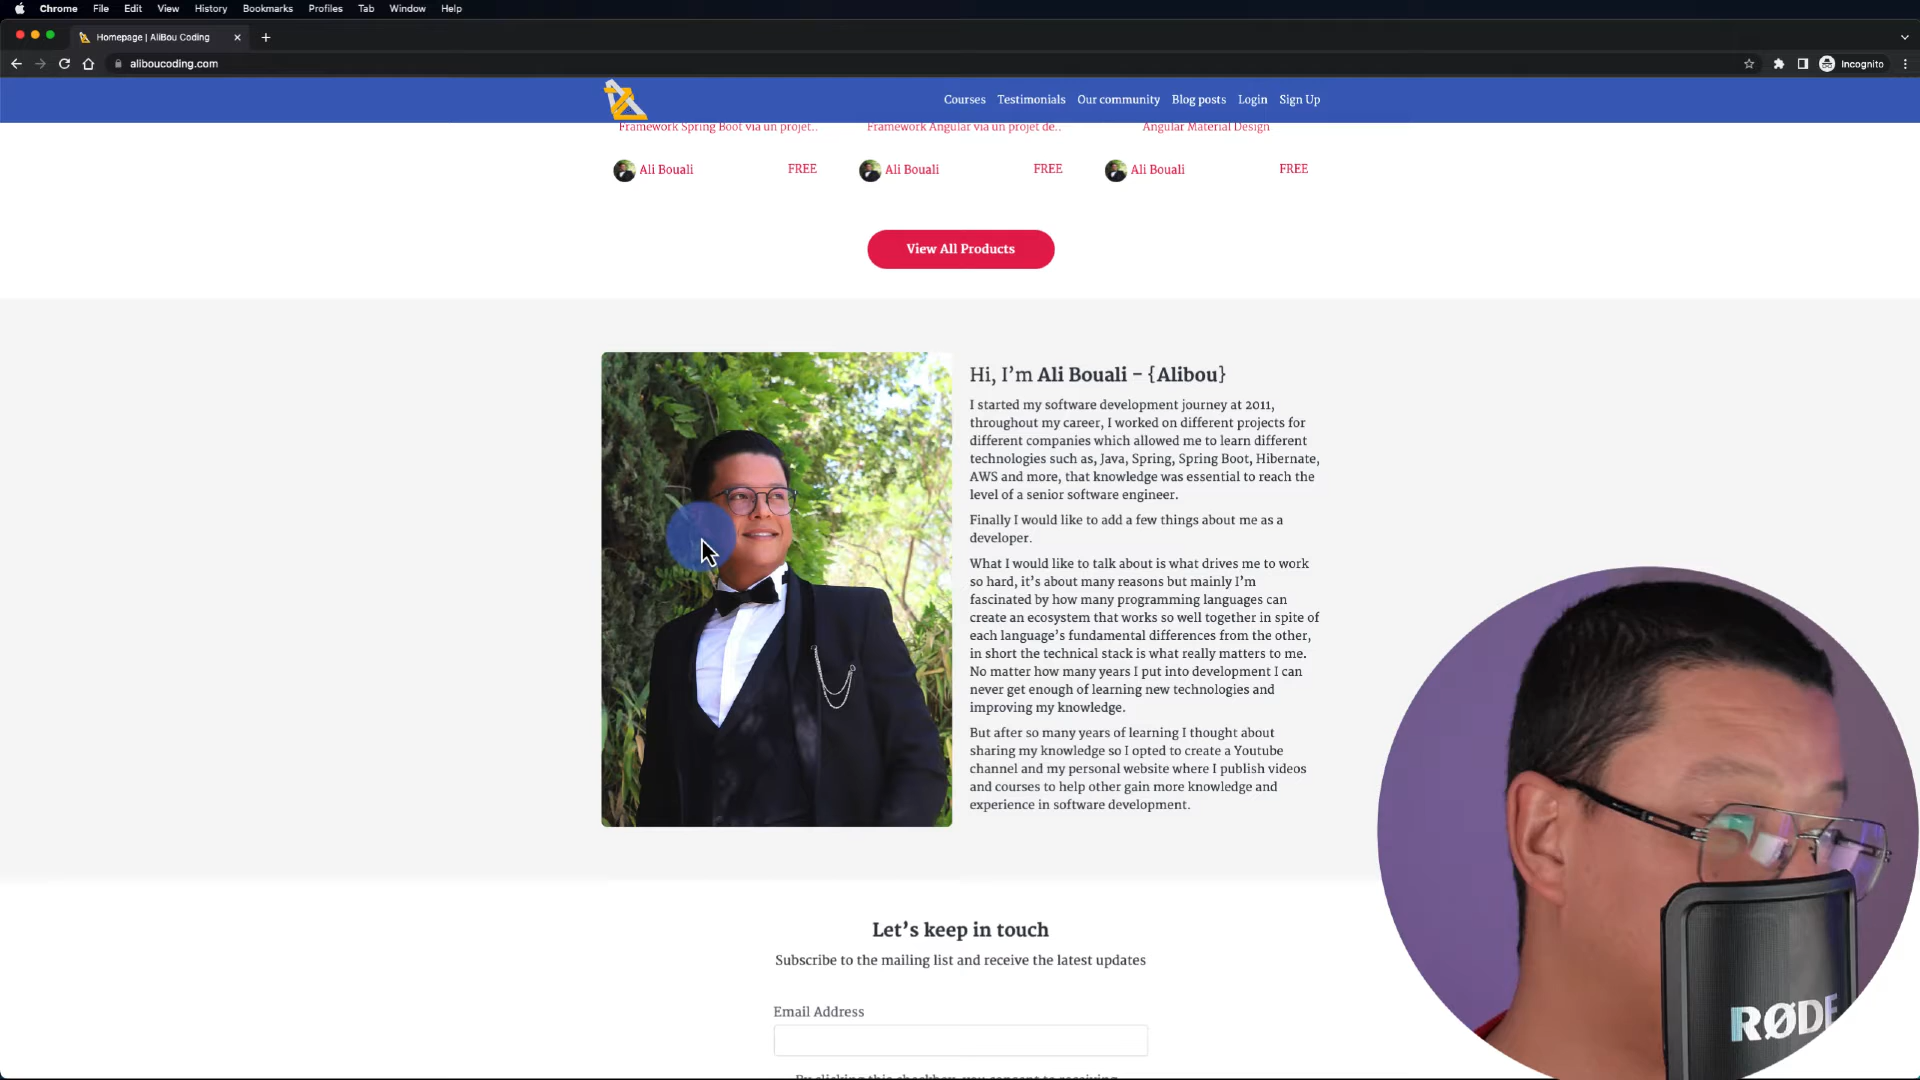 Chrome File Edit View History Bookmarks Profiles Tab Window Help
Homepage | AliBou Coding
aliboucoding.com
Incognito
Courses Testimonials Our community Blog posts Login Sign Up
Framework Spring Boot via un projet..
Framework Angular via un projet de..
Angular Material Design
Ali Bouali FREE
Ali Bouali FREE
Ali Bouali FREE
View All Products
Hi, I’m Ali Bouali - {Alibou}
I started my software development journey at 2011,
throughout my career, I worked on different projects for
different companies which allowed me to learn different
technologies such as, Java, Spring, Spring Boot, Hibernate,
AWS and more, that knowledge was essential to reach the
level of a senior software engineer.
Finally I would like to add a few things about me as a
developer.
What I would like to talk about is what drives me to work
so hard, it’s about many reasons but mainly I’m
fascinated by how many programming languages can
create an ecosystem that works so well together in spite of
each language’s fundamental differences from the other,
in short the technical stack is what really matters to me.
No matter how many years I put into development I can
never get enough of learning new technologies and
improving my knowledge.
But after so many years of learning I thought about
sharing my knowledge so I opted to create a Youtube
channel and my personal website where I publish videos
and courses to help other gain more knowledge and
experience in software development.
Let’s keep in touch
Subscribe to the mailing list and receive the latest updates
Email Address
By clicking this checkbox, you consent to receiving
RØDE